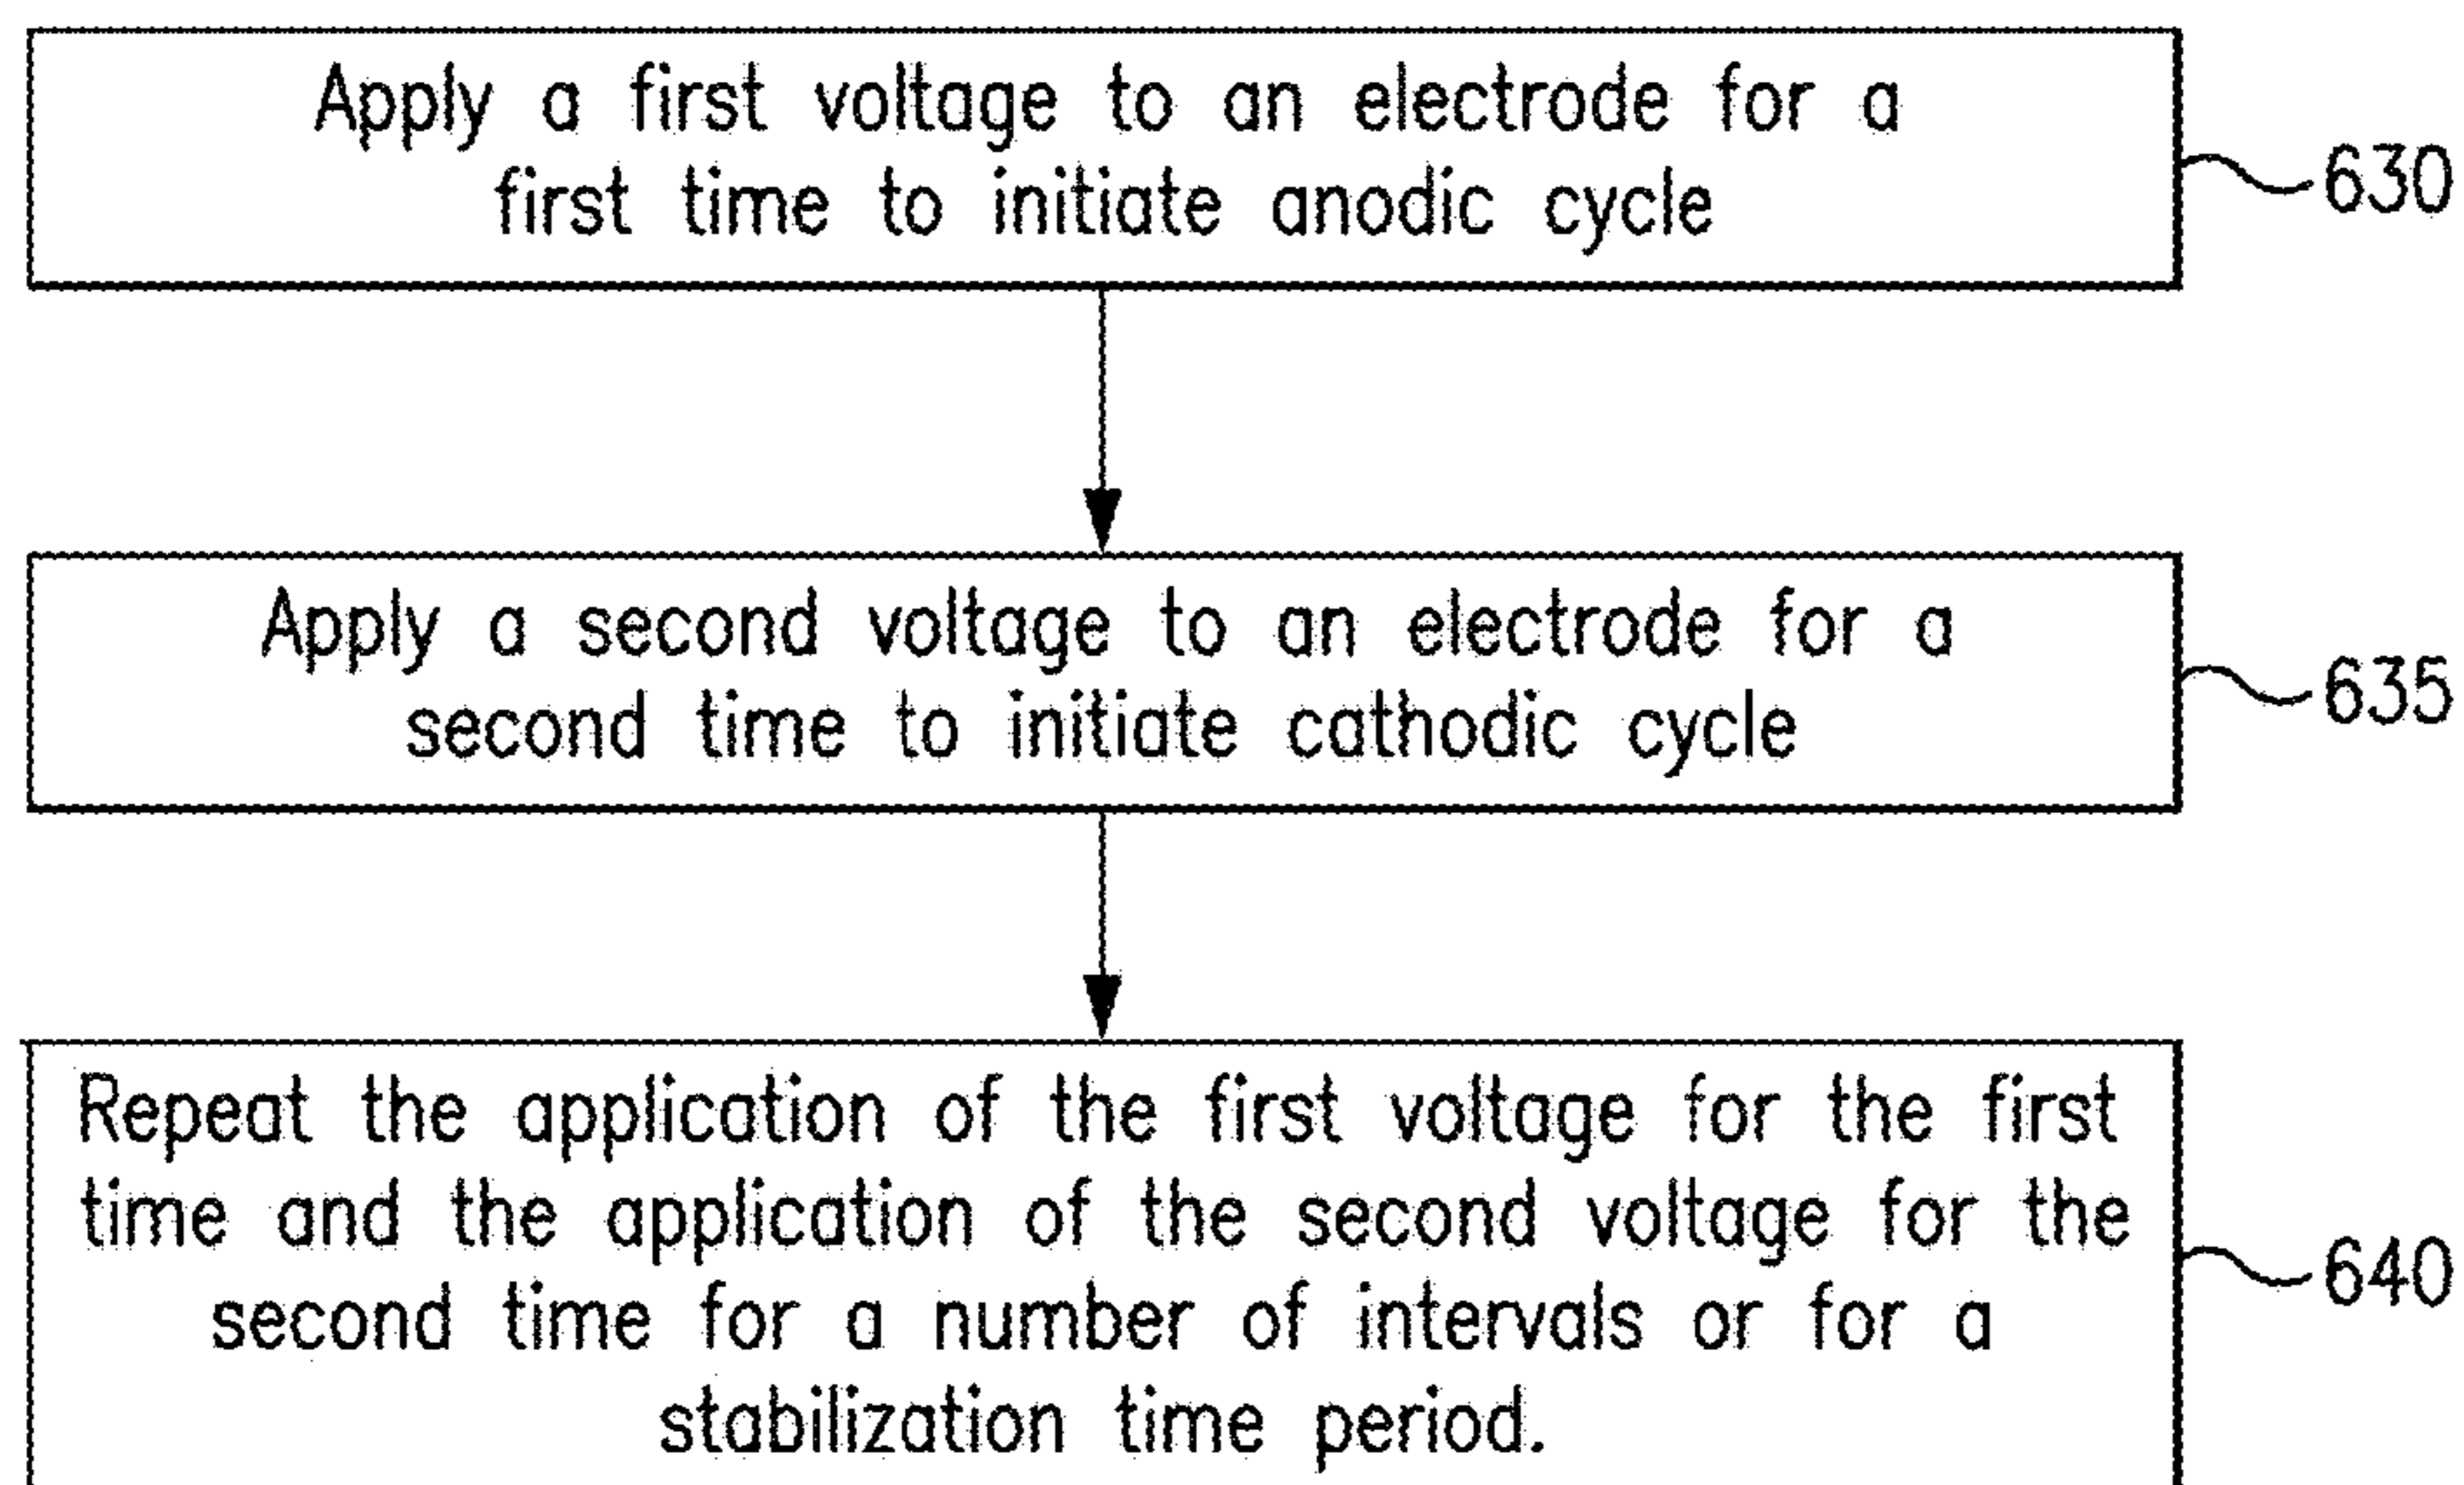 Apply a first voltage to an electrode for a
first time to initiate anodic cycle
630
Apply a second voltage to an electrode for a
second time to initiate cathodic cycle
635
Repeat the application of the first voltage for the first
time and the application of the second voltage for the
second time for a number of intervals or for a
stabilization time period.
640